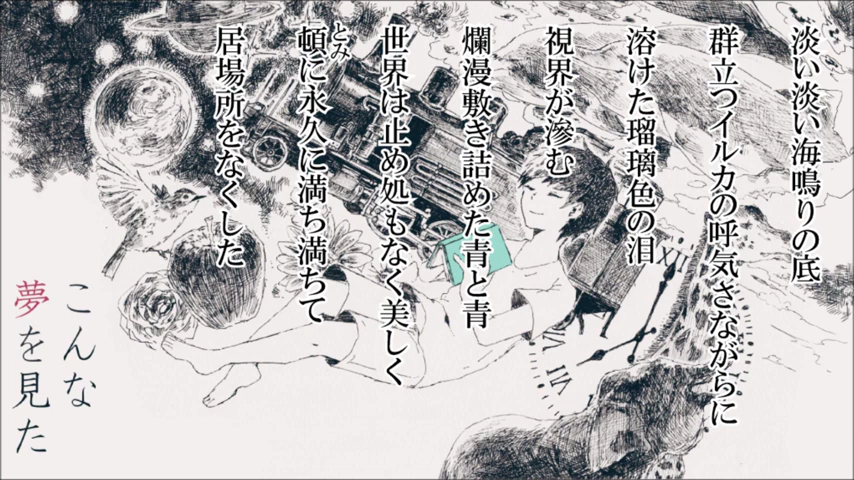 淡い淡い海鳴りの底
群立つイルカの呼気さながらに
溶けた瑠璃色の泪
視界が滲む
爛漫敷き詰めた青と青
世界は止め処もなく美しく
頓に永久に満ち満ちて
とみ
居場所をなくした
こんな
夢を見た
XII
VI